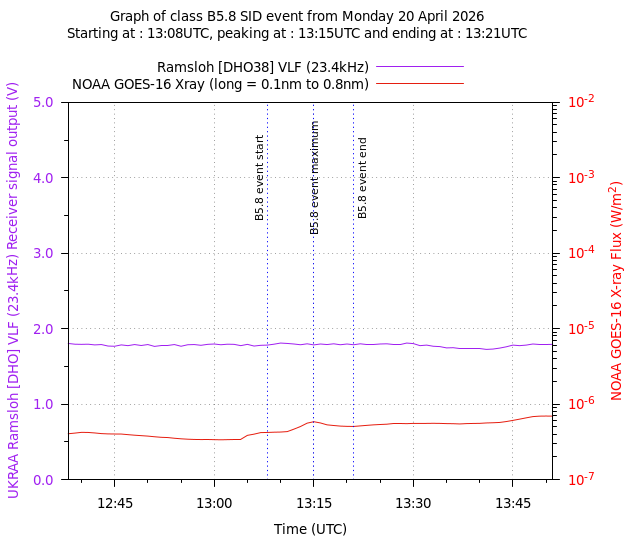 Graph of class B5.8 SID event from Monday 20 April 2026
Starting at : 13:08UTC, peaking at : 13:15UTC and ending at : 13:21UTC
Ramsloh [DHO38] VLF (23.4kHz)
NOAA GOES-16 Xray (long = 0.1nm to 0.8nm)
UKRAA Ramsloh [DHO] VLF (23.4kHz) Receiver signal output (V)
5.0
4.0
3.0
2.0
1.0
0.0
B5.8 event start
B5.8 event maximum
B5.8 event end
10-2
10-3
10-4
10-5
10-6
10-7
NOAA GOES-16 X-ray Flux (W/m2)
12:45
13:00
13:15
13:30
13:45
Time (UTC)